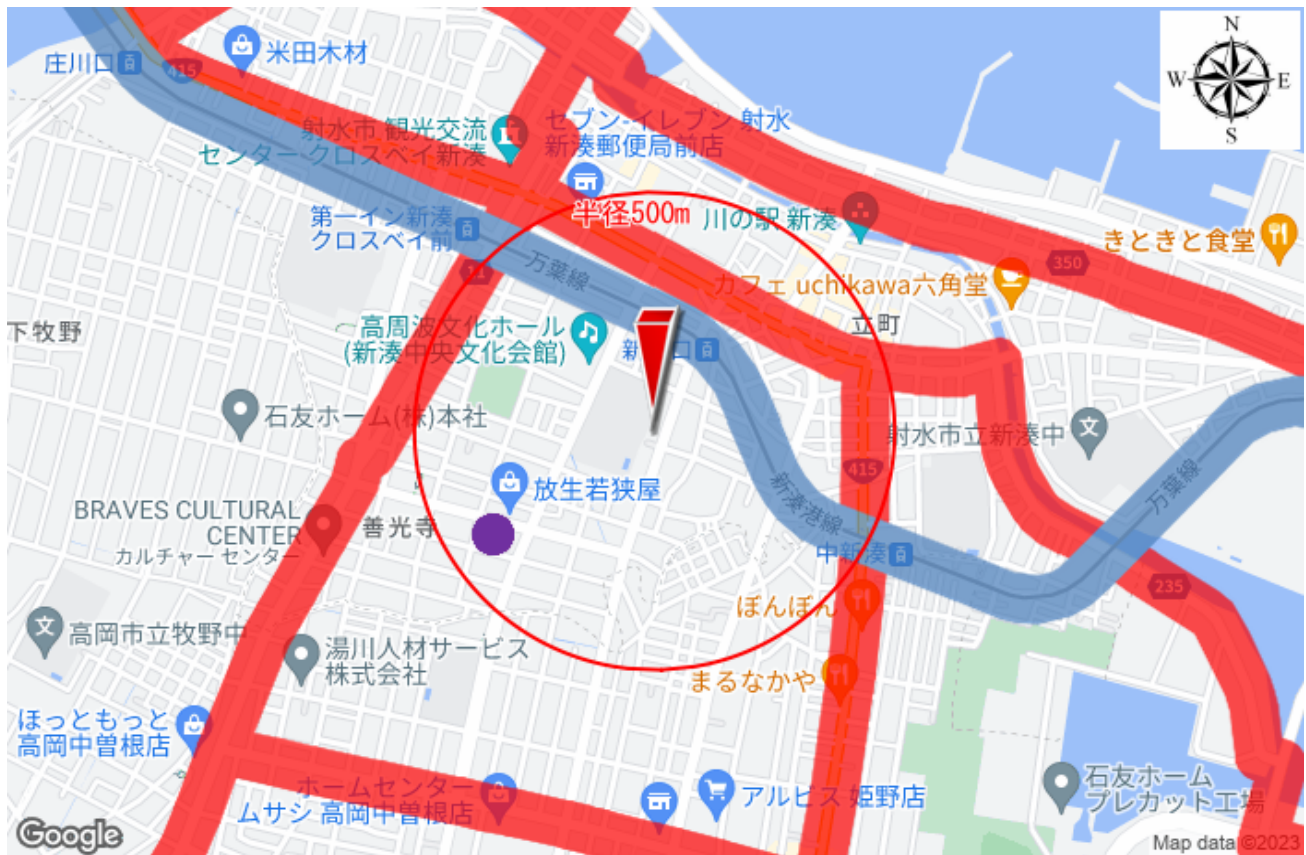 N
W E
S
米田木材
庄川口
415
射水市 観光交流
センター クロスベイ新湊
セブン-イレブン 射水
新湊郵便局前店
半径500m
川の駅 新湊
第一イン新湊
クロスベイ前
きときと食堂
万葉線
350
カフェ uchikawa六角堂
高周波文化ホール
(新湊中央文化会館)
立町
下牧野
石友ホーム(株)本社
射水市立新湊中
415
放生若狭屋
新湊港線
万葉線
BRAVES CULTURAL
CENTER
カルチャー センター
善光寺
中新湊
235
ぼんぼん
高岡市立牧野中
湯川人材サービス
株式会社
まるなかや
ほっともっと
高岡中曽根店
ホームセンター
ムサシ 高岡中曽根店
アルビス 姫野店
石友ホーム
プレカット工場
Google
Map data ©2023